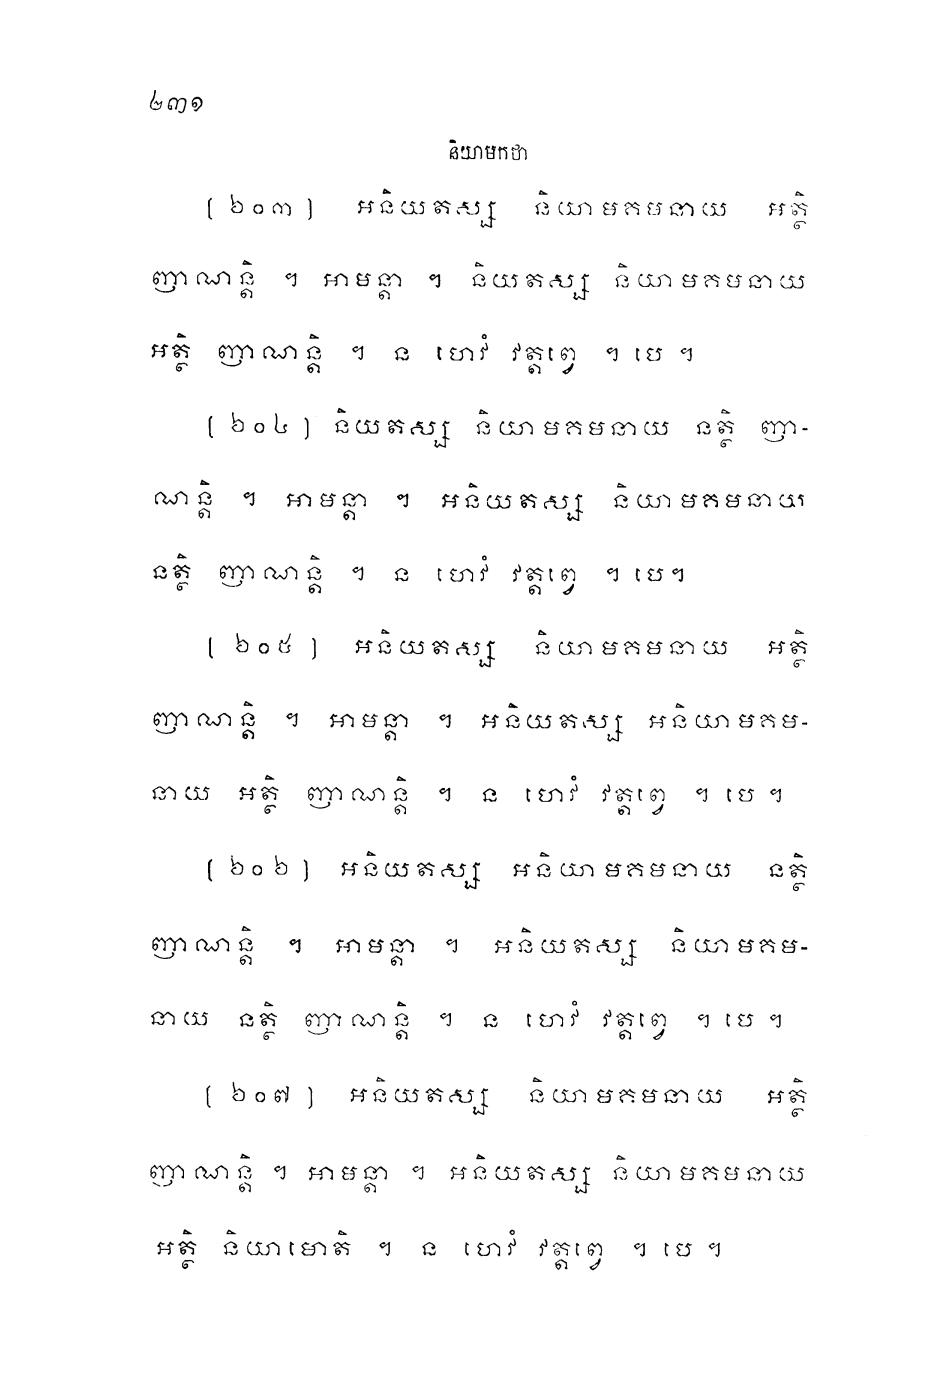 ២៣១
និយាមកថា
[ ៦០៣ ] អនិយតស្ស និយាមគមនាយ អត្ថិ
ញាណន្តិ ។ អាមន្តា ។ និយតស្ស និយាមគមនាយ
អត្ថិ ញាណន្តិ ។ ន ហេវំ វត្តព្វេ ។ បេ ។
[ ៦០៤ ] និយតស្ស និយាមគមនាយ នត្ថិ ញា-
ណន្តិ ។ អាមន្តា ។ អនិយតស្ស និយាមគមនាយ
នត្ថិ ញាណន្តិ ។ ន ហេវំ វត្តព្វេ ។ បេ។
[ ៦០៥ ] អនិយតស្ស និយាមគមនាយ អត្ថិ
ញាណន្តិ ។ អាមន្តា ។ អនិយតស្ស អនិយាមគម-
នាយ អត្ថិ ញាណន្តិ ។ ន ហេវំ វត្តព្វេ ។ បេ ។
[ ៦០៦ ] អនិយតស្ស អនិយាមគមនាយ នត្ថិ
ញាណន្តិ ។ អាមន្តា ។ អនិយតស្ស និយាមគម-
នាយ នត្ថិ ញាណន្តិ ។ ន ហេវំ វត្តព្វេ ។ បេ ។
[ ៦០៧ ] អនិយតស្ស និយាមគមនាយ អត្ថិ
ញាណន្តិ ។ អាមន្តា ។ អនិយតស្ស និយាមគមនាយ
អត្ថិ និយាមោតិ ។ ន ហេវំ វត្តព្វេ ។ បេ ។